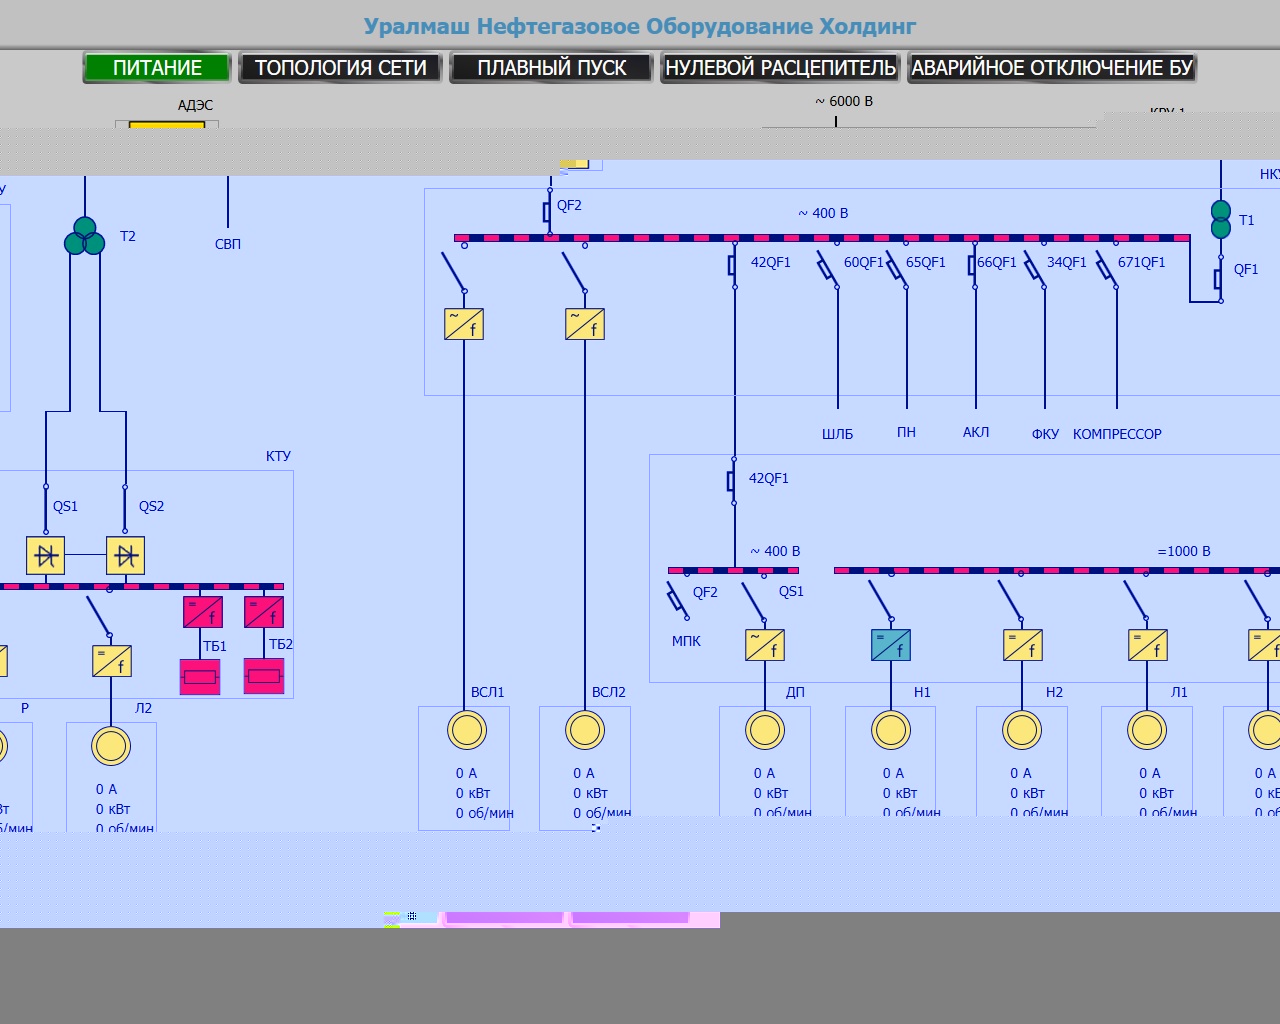 Уралмаш Нефтегазовое Оборудование Холдинг
ПИТАНИЕ ТОПОЛОГИЯ СЕТИ ПЛАВНЫЙ ПУСК НУЛЕВОЙ РАСЦЕПИТЕЛЬ АВАРИЙНОЕ ОТКЛЮЧЕНИЕ БУ
АДЭС ~ 6000 В
QF2 ~ 400 В T1
T2 СВП
42QF1 60QF1 65QF1 66QF1 34QF1 671QF1 QF1
~ f ~ f
ШЛБ ПН АКЛ ФКУ КОМПРЕССОР
КТУ
42QF1
QS1 QS2
~ 400 В =1000 В
QF2 QS1
= f = f
МПК
ТБ1 ТБ2
= f ~ f = f = f = f =
ВСЛ1 ВСЛ2 ДП Н1 Н2 Л1
Р Л2
0 А 0 А 0 А 0 А 0 А 0 А 0 А
0 кВт 0 кВт 0 кВт 0 кВт 0 кВт 0 кВт
0 об/мин 0 об/мин 0 об/мин 0 об/мин 0 об/мин 0 об/мин
0 А
0 кВт
0 об/мин